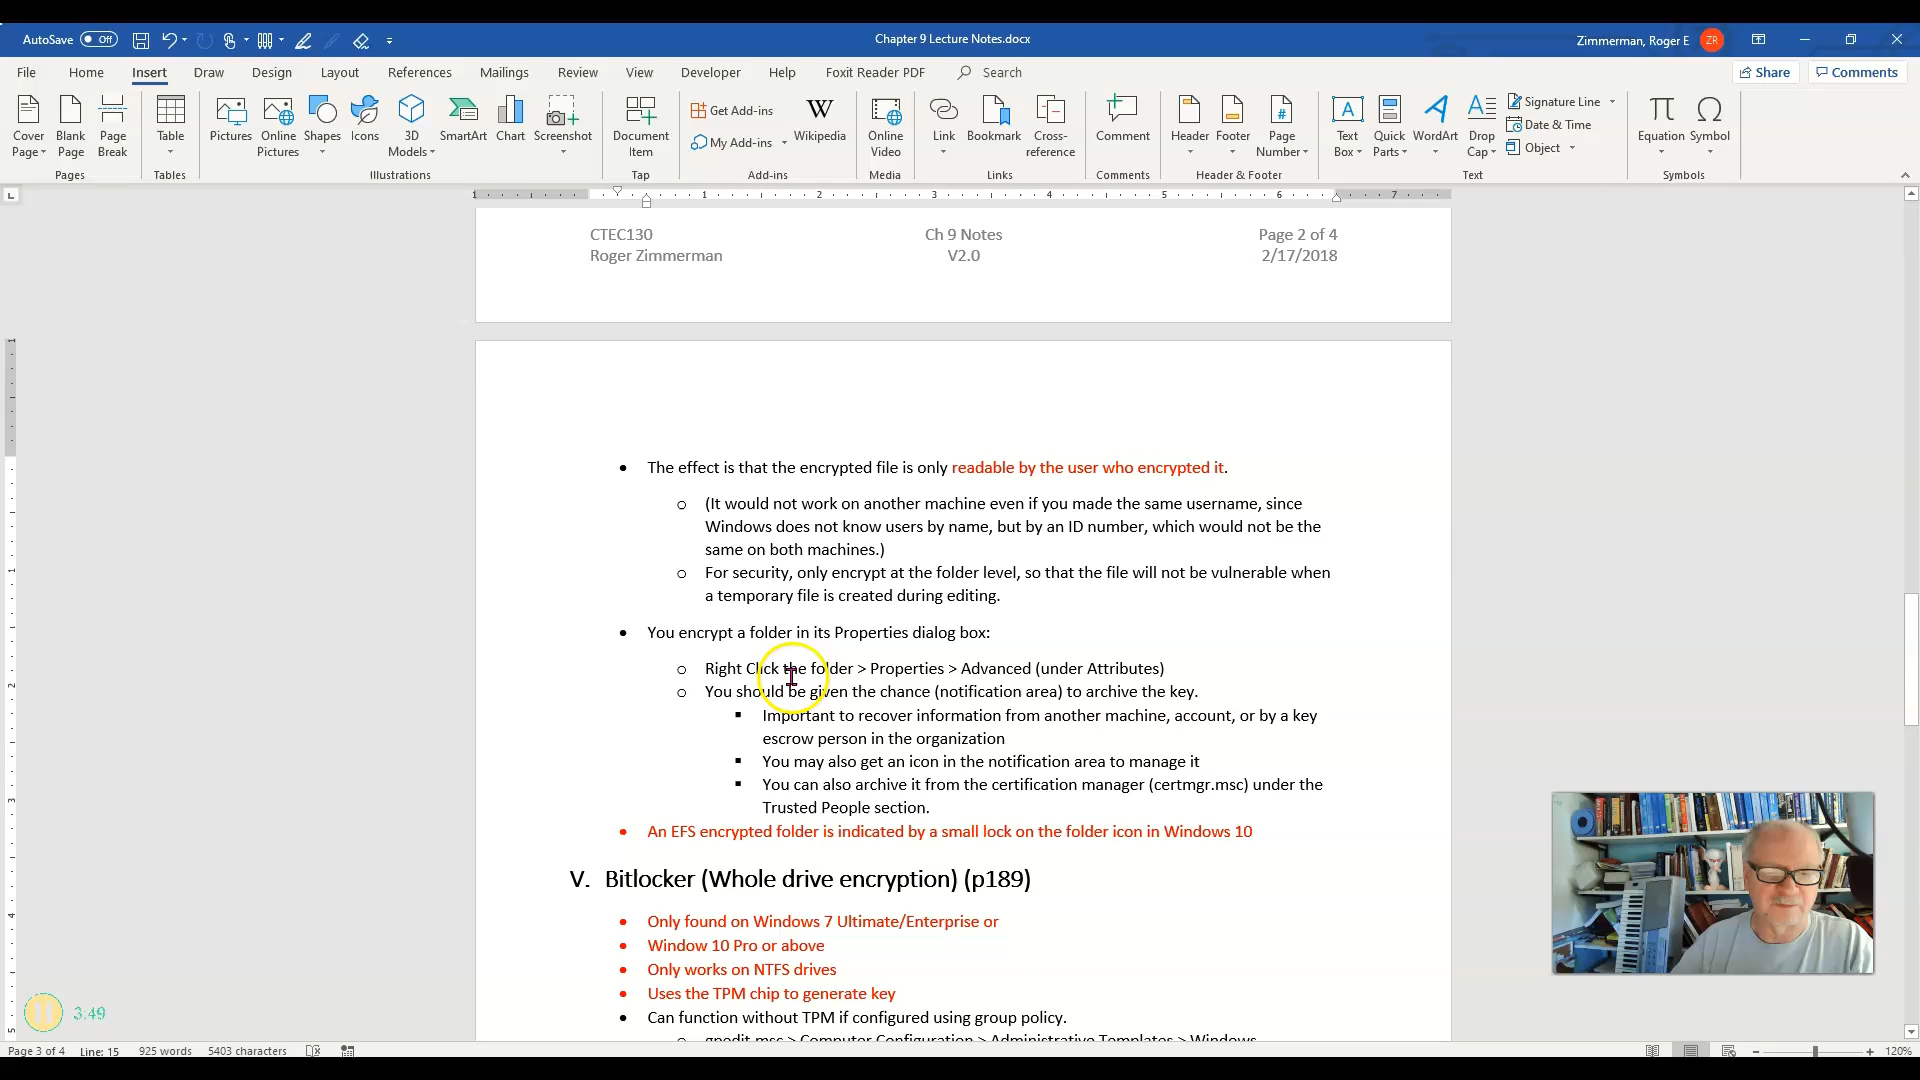 AutoSave Off
Chapter 9 Lecture Notes.docx
Zimmerman, Roger E ZR
File Home Insert Draw Design Layout References Mailings Review View Developer Help Foxit Reader PDF Search Share Comments
Cover Page
Blank Page
Page Break
Pages
Table
Tables
Pictures
Online Pictures
Shapes
Icons
3D Models
SmartArt
Chart
Screenshot
Illustrations
Document Item
Tap
Get Add-ins
My Add-ins
Wikipedia
Add-ins
Online Video
Media
Link
Bookmark
Cross-reference
Links
Comment
Comments
Header
Footer
Page Number
Header & Footer
Text Box
Quick Parts
WordArt
Drop Cap
Signature Line
Date & Time
Object
Text
Equation
Symbol
Symbols
1 1 2 3 4 5 6 7
CTEC130 Ch 9 Notes Page 2 of 4
Roger Zimmerman V2.0 2/17/2018
• The effect is that the encrypted file is only readable by the user who encrypted it.
o (It would not work on another machine even if you made the same username, since
Windows does not know users by name, but by an ID number, which would not be the
same on both machines.)
o For security, only encrypt at the folder level, so that the file will not be vulnerable when
a temporary file is created during editing.
• You encrypt a folder in its Properties dialog box:
o Right Click the folder > Properties > Advanced (under Attributes)
o You should be given the chance (notification area) to archive the key.
▪ Important to recover information from another machine, account, or by a key
escrow person in the organization
▪ You may also get an icon in the notification area to manage it
▪ You can also archive it from the certification manager (certmgr.msc) under the
Trusted People section.
• An EFS encrypted folder is indicated by a small lock on the folder icon in Windows 10
V. Bitlocker (Whole drive encryption) (p189)
• Only found on Windows 7 Ultimate/Enterprise or
• Window 10 Pro or above
• Only works on NTFS drives
• Uses the TPM chip to generate key
• Can function without TPM if configured using group policy.
o gpedit.msc > Computer Configuration > Administrative Templates > Windows
3:49
Page 3 of 4 Line: 15 925 words 5403 characters 120%